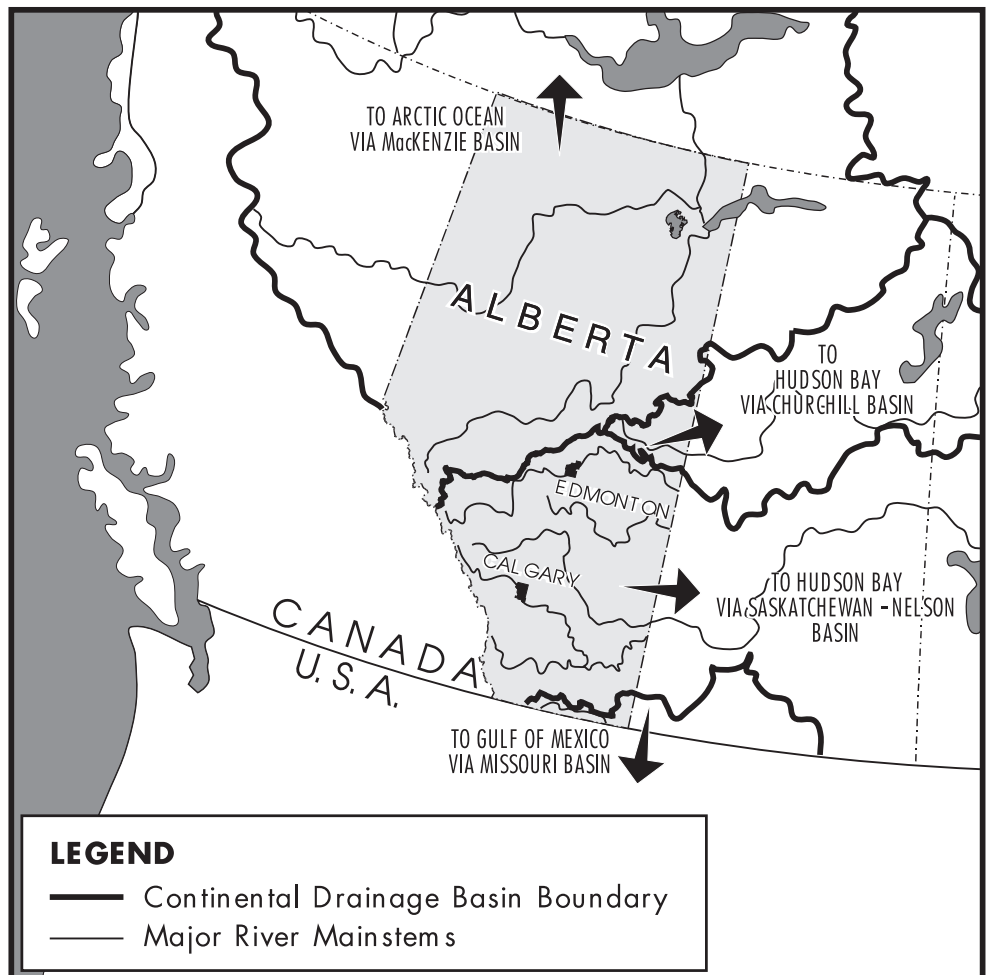 TO ARCTIC OCEAN
VIA MacKENZIE BASIN
ALBERTA
TO
HUDSON BAY
VIA CHURCHILL BASIN
EDMONTON
CALGARY
TO HUDSON BAY
VIA SASKATCHEWAN - NELSON
BASIN
CANADA
U.S.A.
TO GULF OF MEXICO
VIA MISSOURI BASIN
LEGEND
Continental Drainage Basin Boundary
Major River Mainstems